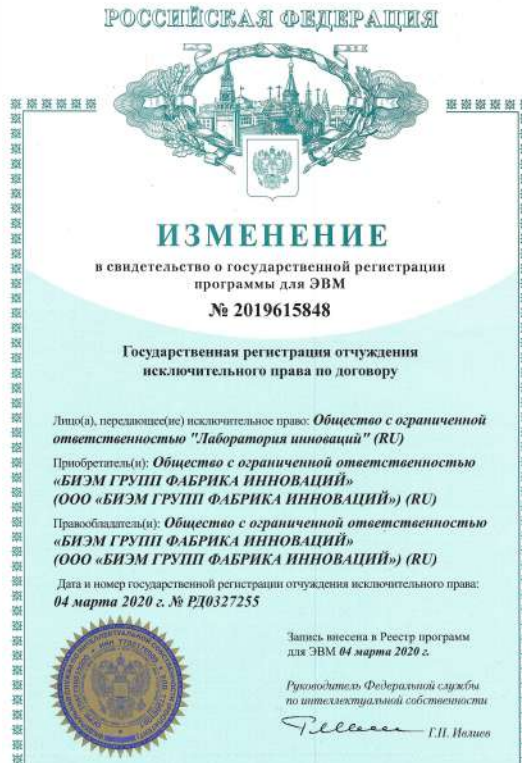 РОССИЙСКАЯ ФЕДЕРАЦИЯ
ИЗМЕНЕНИЕ
в свидетельство о государственной регистрации
программы для ЭВМ
№ 2019615848
Государственная регистрация отчуждения
исключительного права по договору
Лицо(а), передающее(ие) исключительное право: Общество с ограниченной
ответственностью "Лаборатория инноваций" (RU)
Приобретатель(и): Общество с ограниченной ответственностью
«БИЭМ ГРУПП ФАБРИКА ИННОВАЦИЙ»
(ООО «БИЭМ ГРУПП ФАБРИКА ИННОВАЦИЙ») (RU)
Правообладатель(и): Общество с ограниченной ответственностью
«БИЭМ ГРУПП ФАБРИКА ИННОВАЦИЙ»
(ООО «БИЭМ ГРУПП ФАБРИКА ИННОВАЦИЙ») (RU)
Дата и номер государственной регистрации отчуждения исключительного права:
04 марта 2020 г. № РД0327255
Запись внесена в Реестр программ
для ЭВМ 04 марта 2020 г.
Руководитель Федеральной службы
по интеллектуальной собственности
Г.П. Ивлиев